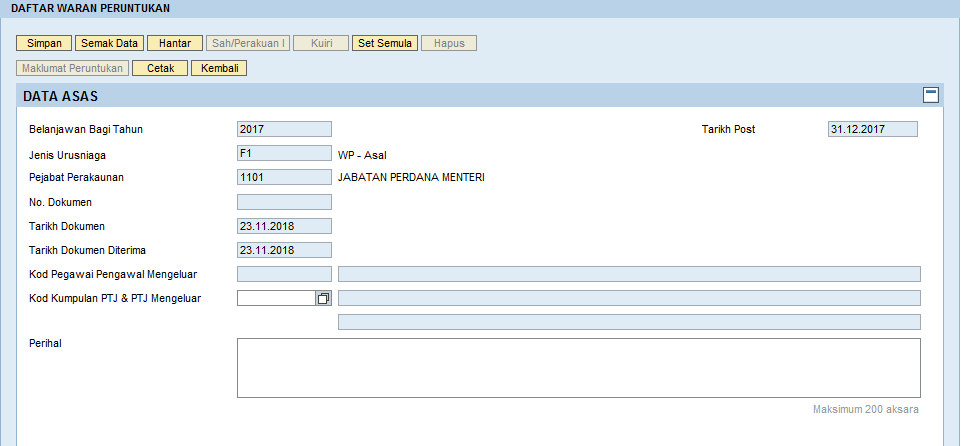 DAFTAR WARAN PERUNTUKAN
Simpan Semak Data Hantar Sah/Perakuan I Kuiri Set Semula Hapus
Maklumat Peruntukan Cetak Kembali
DATA ASAS
Belanjawan Bagi Tahun 2017 Tarikh Post 31.12.2017
Jenis Urusniaga F1 WP - Asal
Pejabat Perakaunan 1101 JABATAN PERDANA MENTERI
No. Dokumen
Tarikh Dokumen 23.11.2018
Tarikh Dokumen Diterima 23.11.2018
Kod Pegawai Pengawal Mengeluar
Kod Kumpulan PTJ & PTJ Mengeluar
Perihal
Maksimum 200 aksara